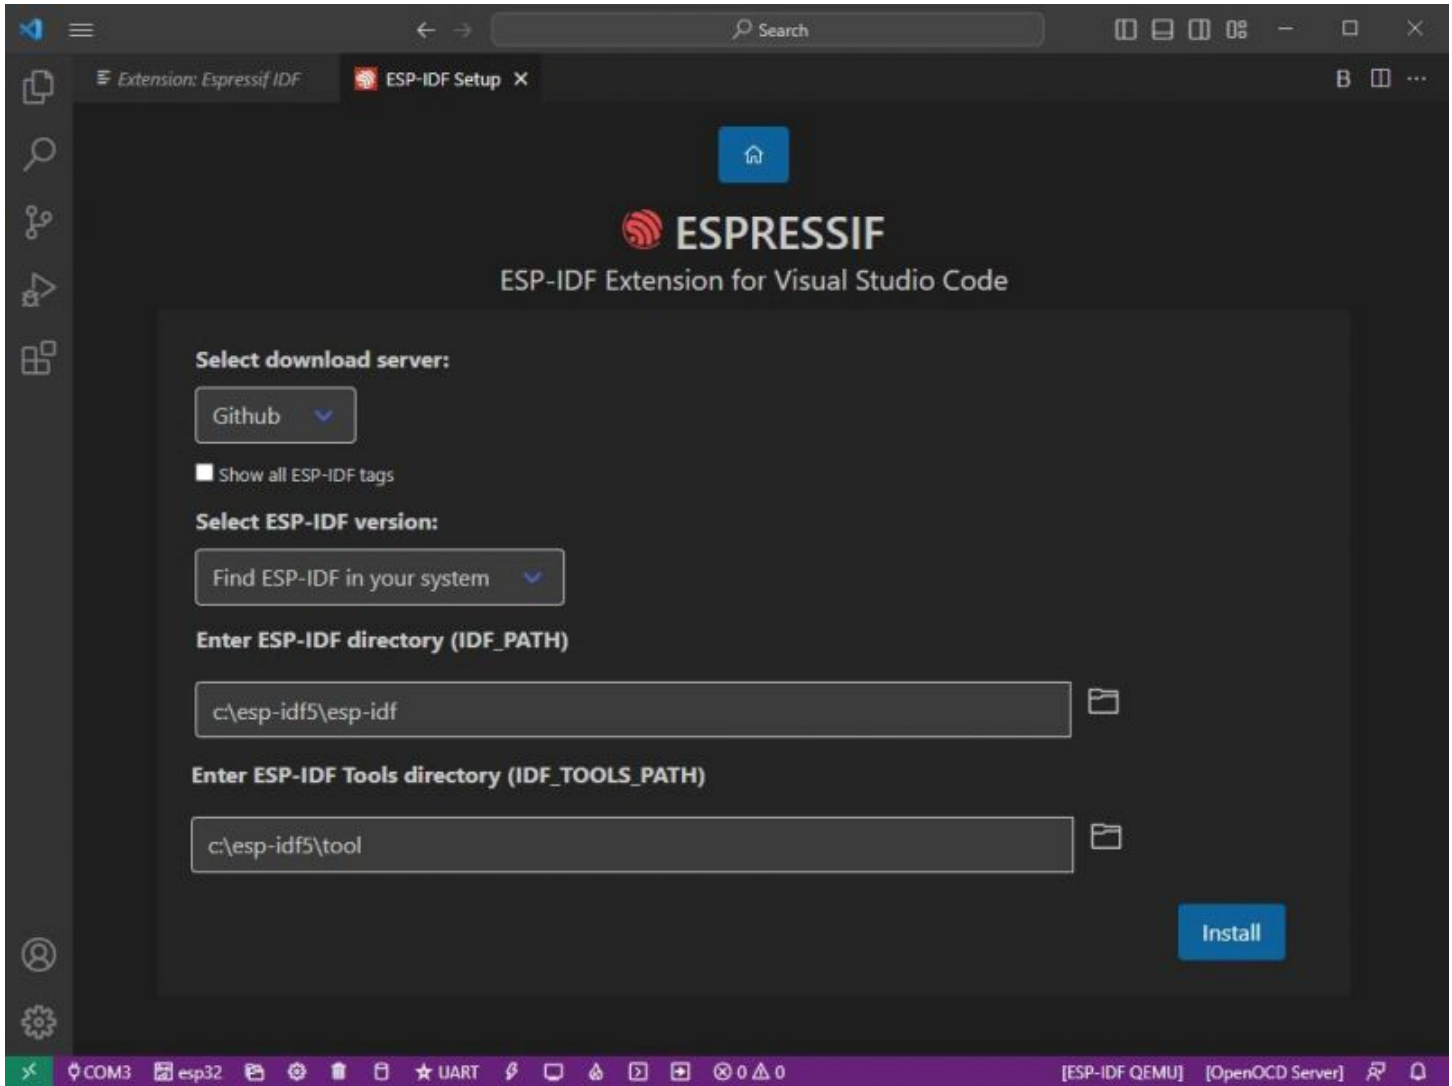 Search
Extension: Espressif IDF
ESP-IDF Setup
ESPRESSIF
ESP-IDF Extension for Visual Studio Code
Select download server:
Github
Show all ESP-IDF tags
Select ESP-IDF version:
Find ESP-IDF in your system
Enter ESP-IDF directory (IDF_PATH)
c:\esp-idf5\esp-idf
Enter ESP-IDF Tools directory (IDF_TOOLS_PATH)
c:\esp-idf5\tool
Install
COM3 esp32 UART 0 0 [ESP-IDF QEMU] [OpenOCD Server]